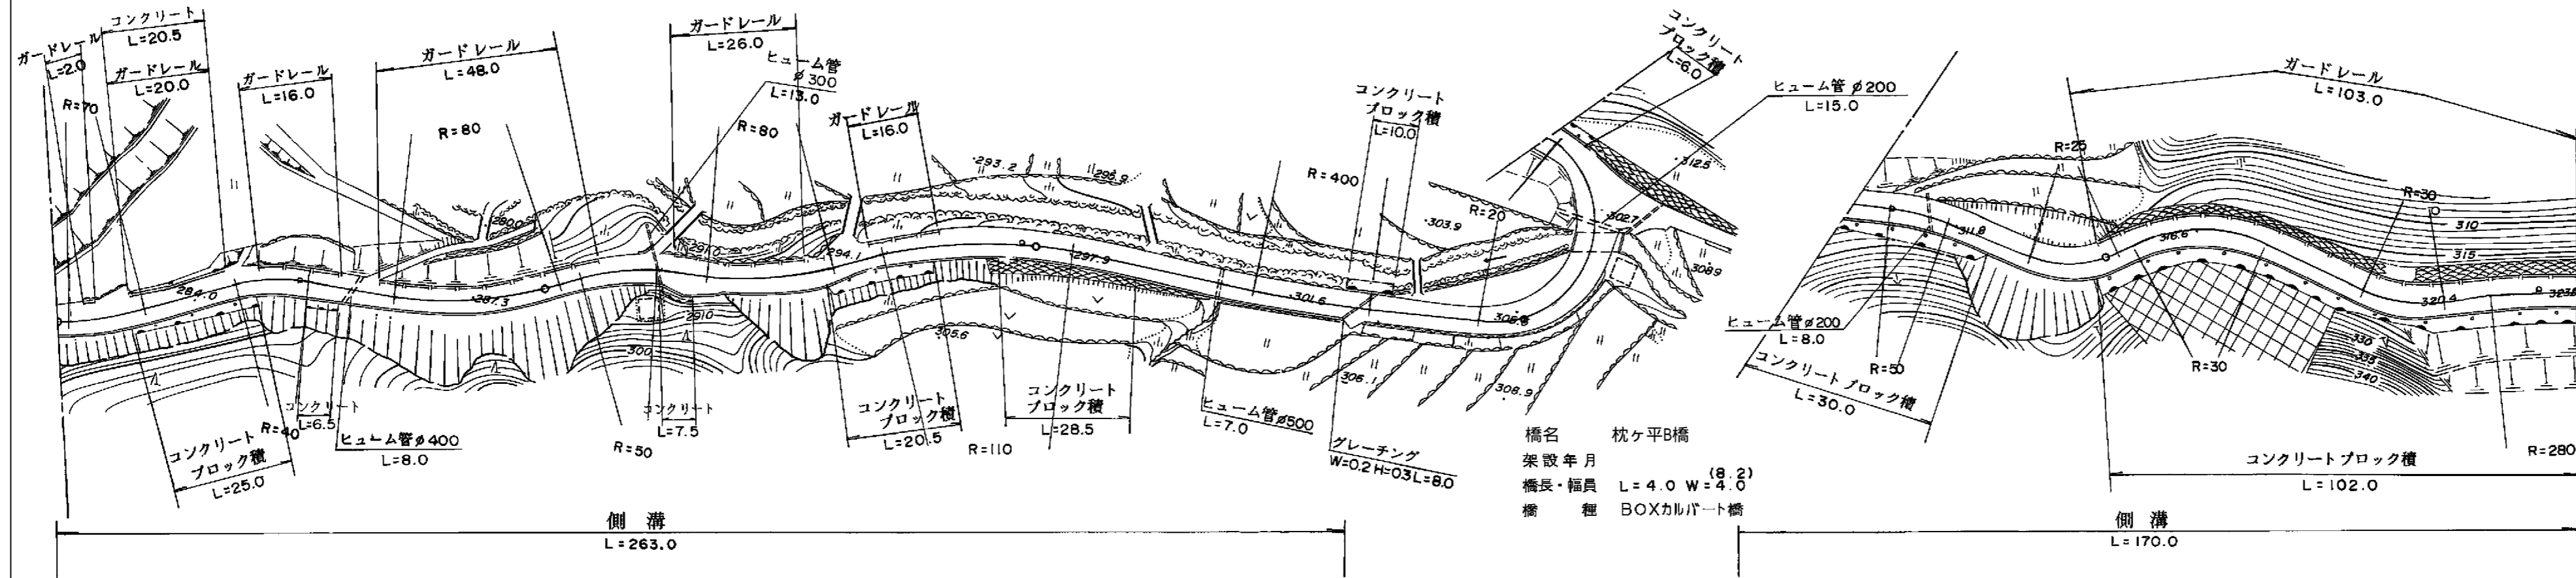 コンクリート
L=20.5
ガードレール
L=2.0
ガードレール
L=20.0
R=70
ガードレール
L=16.0
ガードレール
L=48.0
R=80
ガードレール
L=26.0
ヒューム管
ø300
L=13.0
R=80
ガードレール
L=16.0
コンクリート
ブロック積
L=10.0
R=400
コンクリート
ブロック積
L=6.0
ヒューム管 ø200
L=15.0
R=20
ガードレール
L=103.0
R=25
R=30
284.0
280.0
287.3
291.0
294.1
293.2
295.9
297.9
301.6
303.9
302.7
312.5
308.9
311.8
316.6
310
315
320.4
2910
300
305.6
306.1
308.9
330
335
340
コンクリート
ブロック積
L=25.0
R=40
コンクリート
L=6.5
ヒューム管ø400
L=8.0
R=50
コンクリート
L=7.5
コンクリート
ブロック積
L=20.5
R=110
コンクリート
ブロック積
L=28.5
ヒューム管ø500
L=7.0
グレーチング
W=0.2 H=03 L=8.0
橋名 枕ヶ平B橋
架設年月
(8.2)
橋長・幅員 L=4.0 W=4.0
橋種 BOXカルバート橋
ヒューム管ø200
L=8.0
コンクリートブロック積
L=30.0
R=50
R=30
コンクリートブロック積
L=102.0
R=280
側溝
L=263.0
側溝
L=170.0